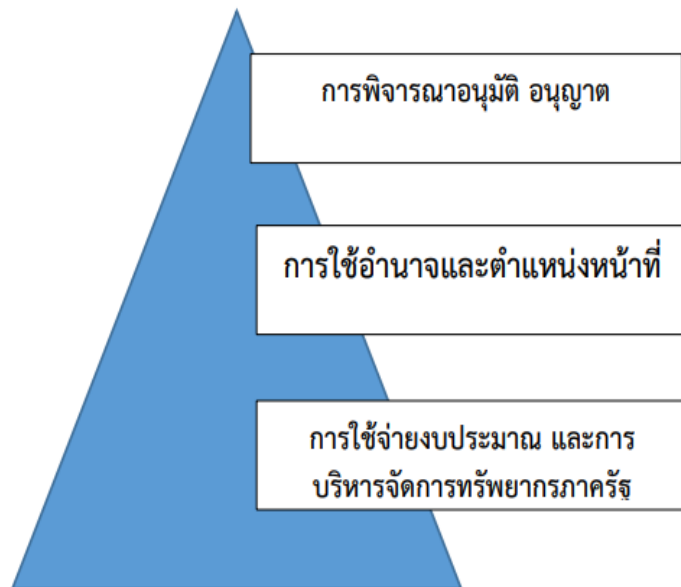 การพิจารณาอนุมัติ อนุญาต
การใช้อำนาจและตำแหน่งหน้าที่
การใช้จ่ายงบประมาณ และการ
บริหารจัดการทรัพยากรภาครัฐ